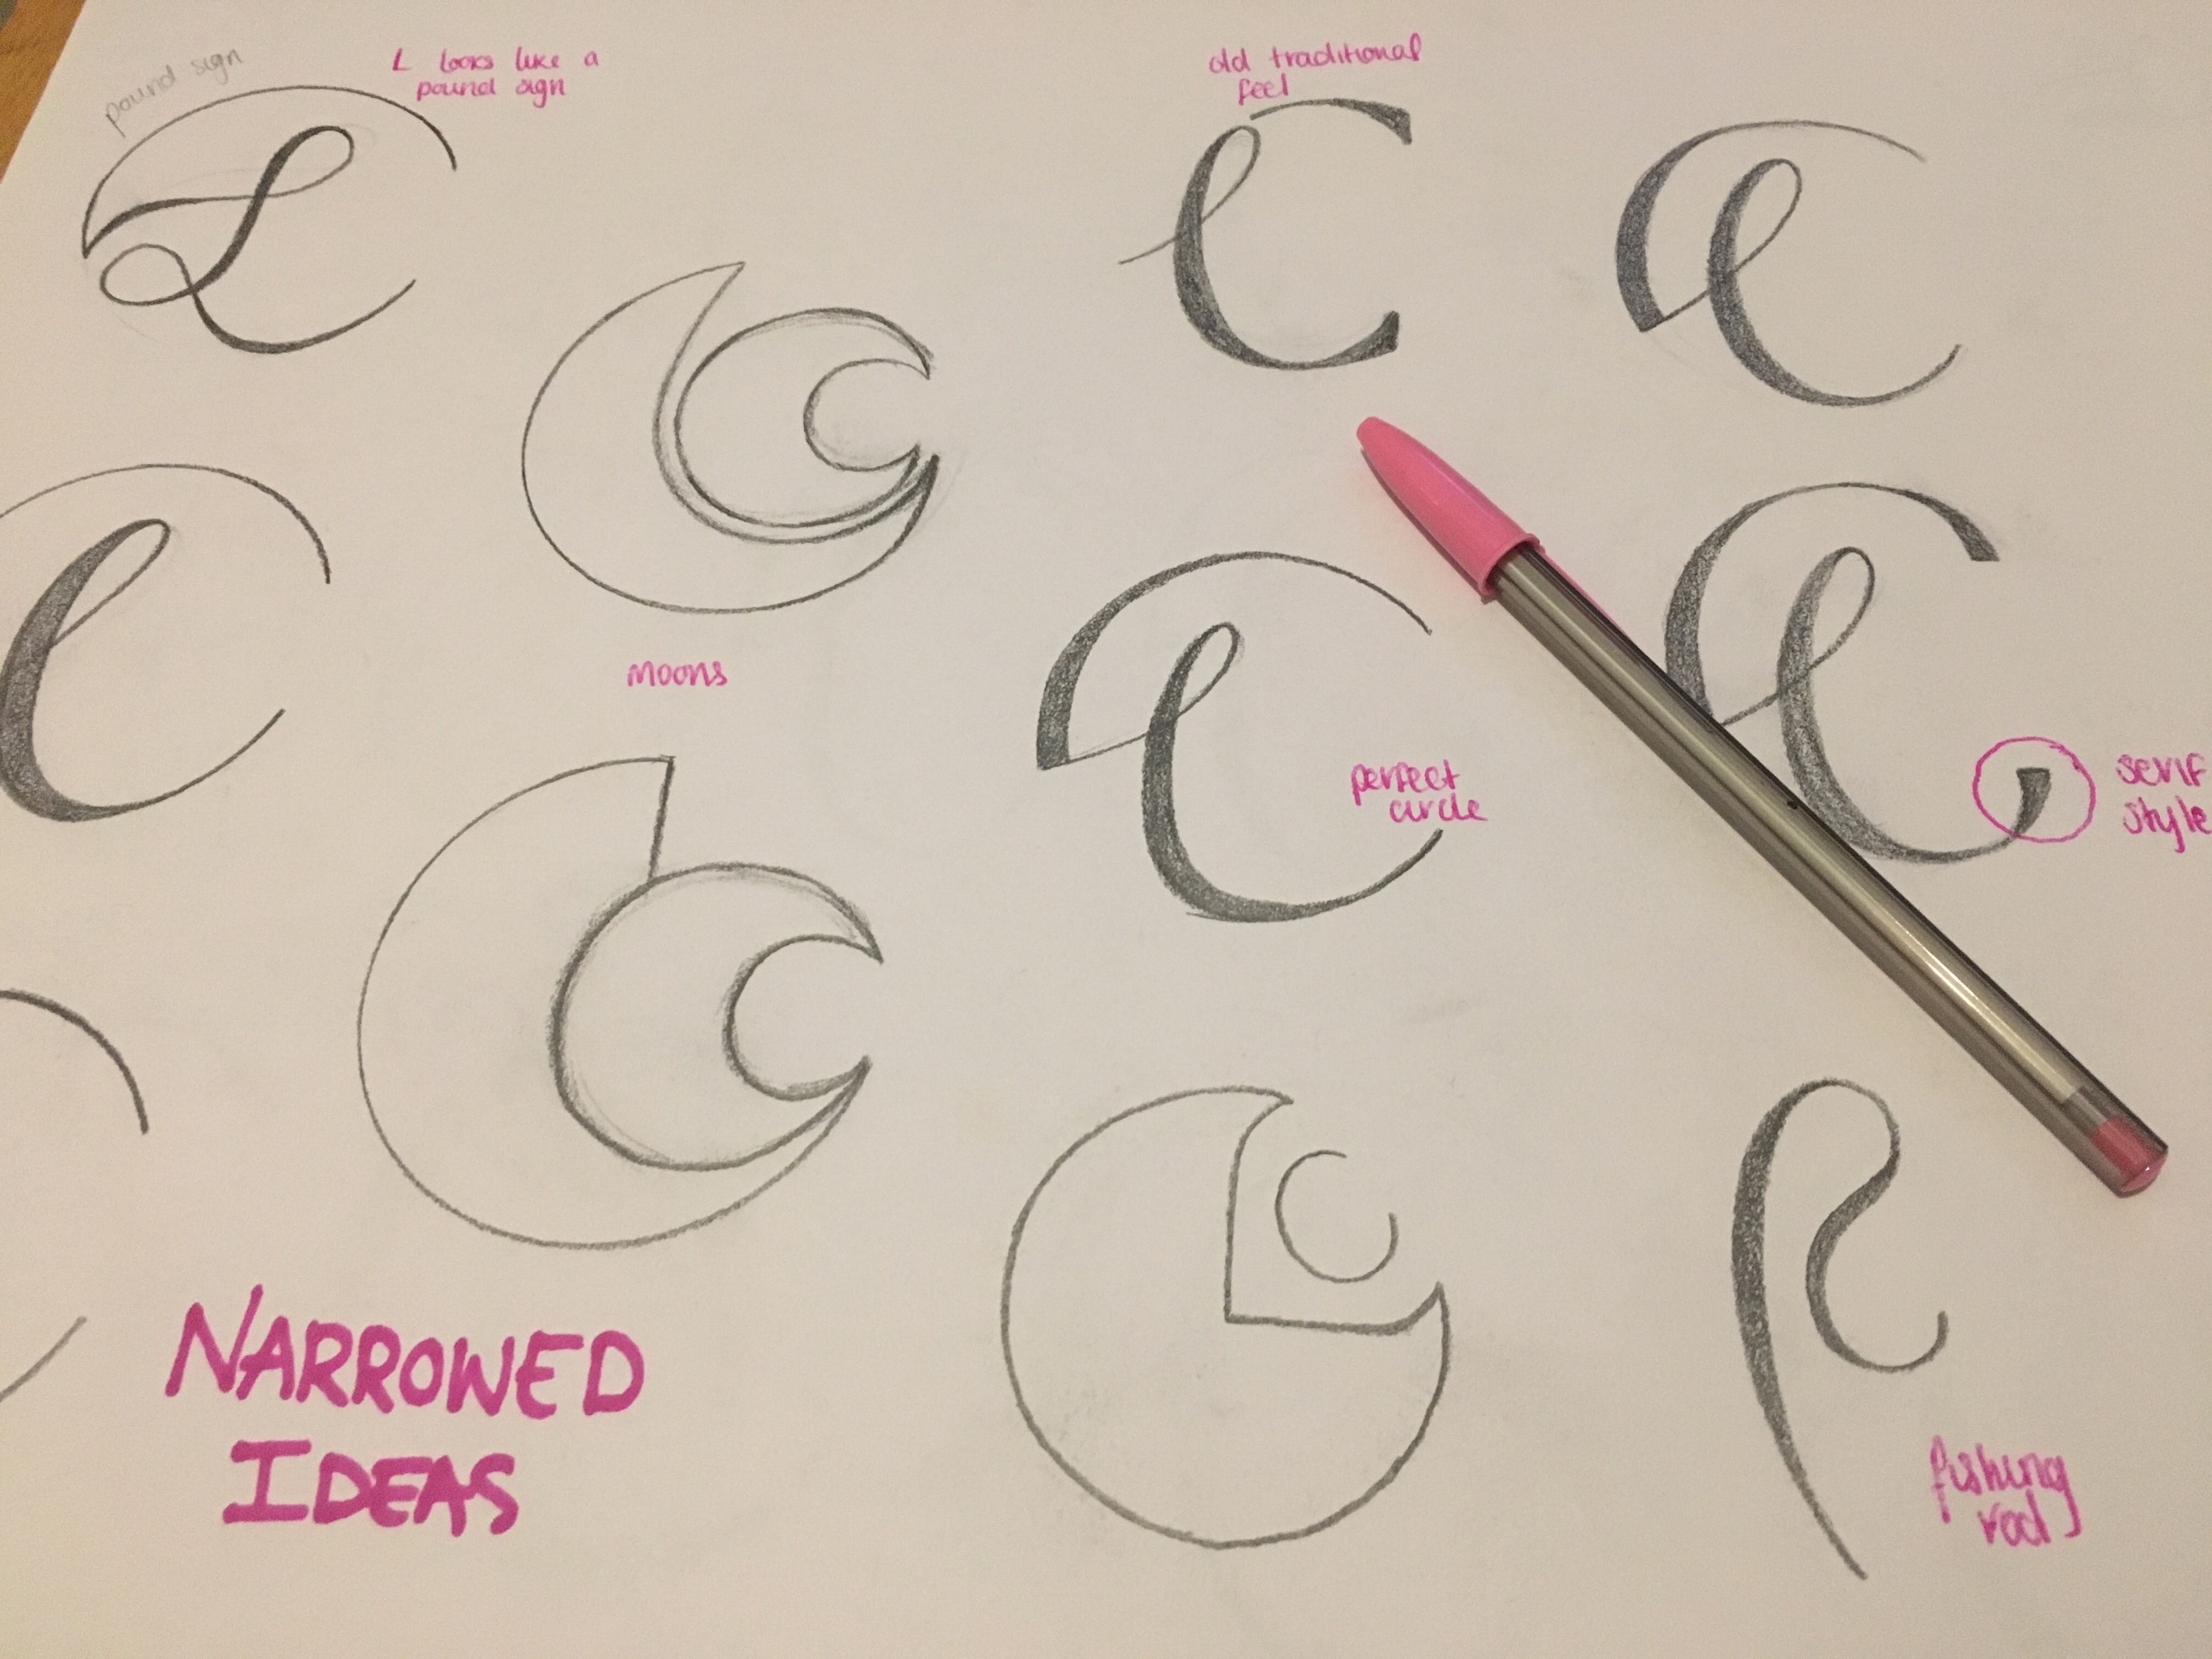 pound sign
L looks like a
pound sign
old traditional
feel
moons
perfect
circle
serif
style
fishing
rod
NARROWED
IDEAS